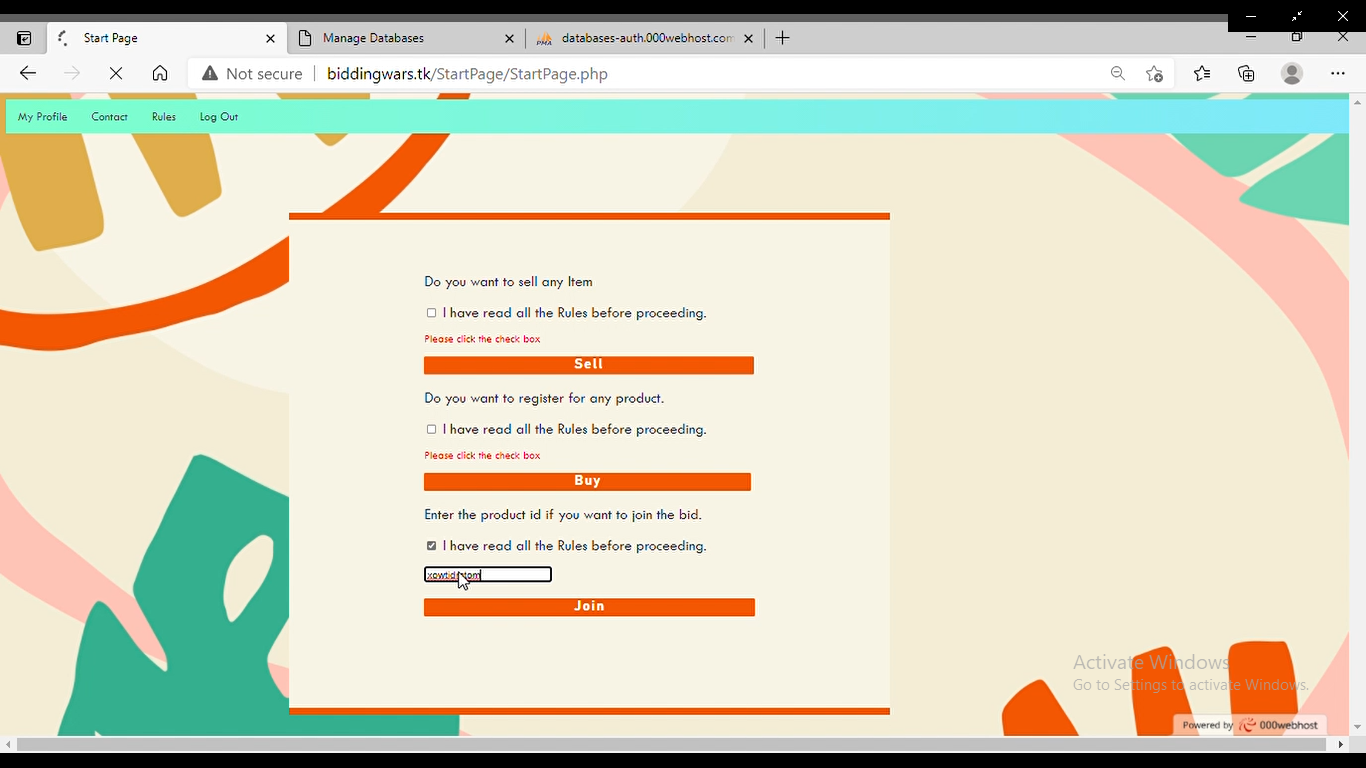 Start Page
Manage Databases
PMA
databases-auth.000webhost.com
Not secure
biddingwars.tk/StartPage/StartPage.php
My Profile
Contact
Rules
Log Out
Do you want to sell any Item
I have read all the Rules before proceeding.
Please click the check box
Sell
Do you want to register for any product.
I have read all the Rules before proceeding.
Please click the check box
Buy
Enter the product id if you want to join the bid.
I have read all the Rules before proceeding.
Join
Activate Windows
Go to Settings to activate Windows.
Powered by 000webhost